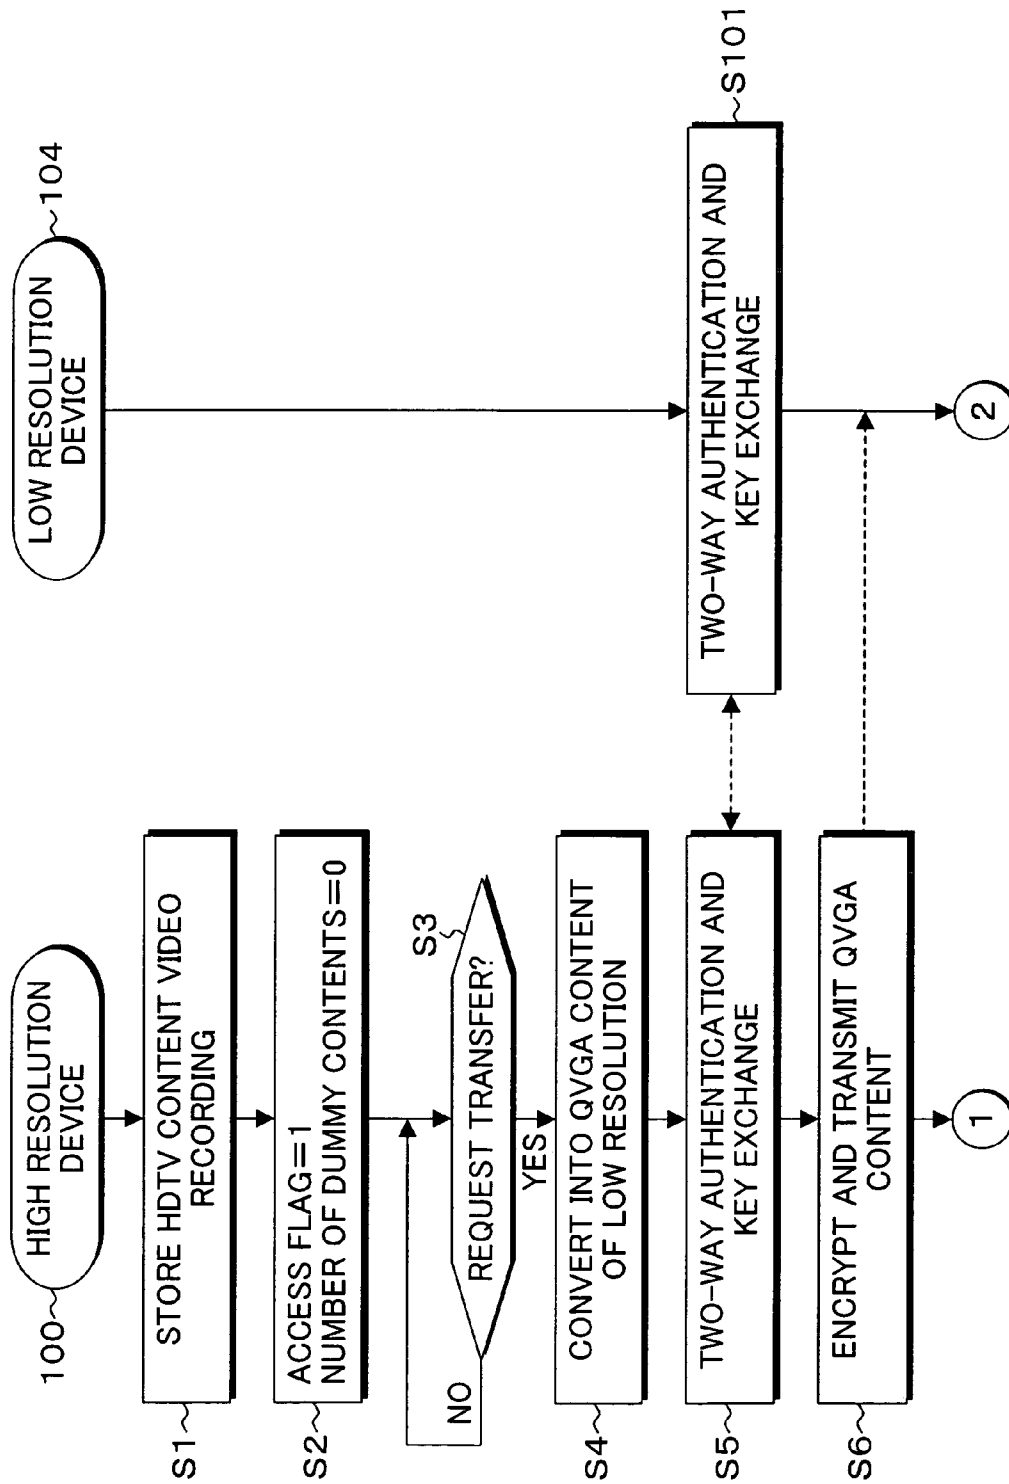 100
HIGH RESOLUTION
DEVICE
LOW RESOLUTION
DEVICE
104
S1
STORE HDTV CONTENT VIDEO
RECORDING
S2
ACCESS FLAG=1
NUMBER OF DUMMY CONTENTS=0
S3
REQUEST TRANSFER?
NO
YES
S4
CONVERT INTO QVGA CONTENT
OF LOW RESOLUTION
S5
TWO-WAY AUTHENTICATION AND
KEY EXCHANGE
TWO-WAY AUTHENTICATION AND
KEY EXCHANGE
S101
S6
ENCRYPT AND TRANSMIT QVGA
CONTENT
1
2